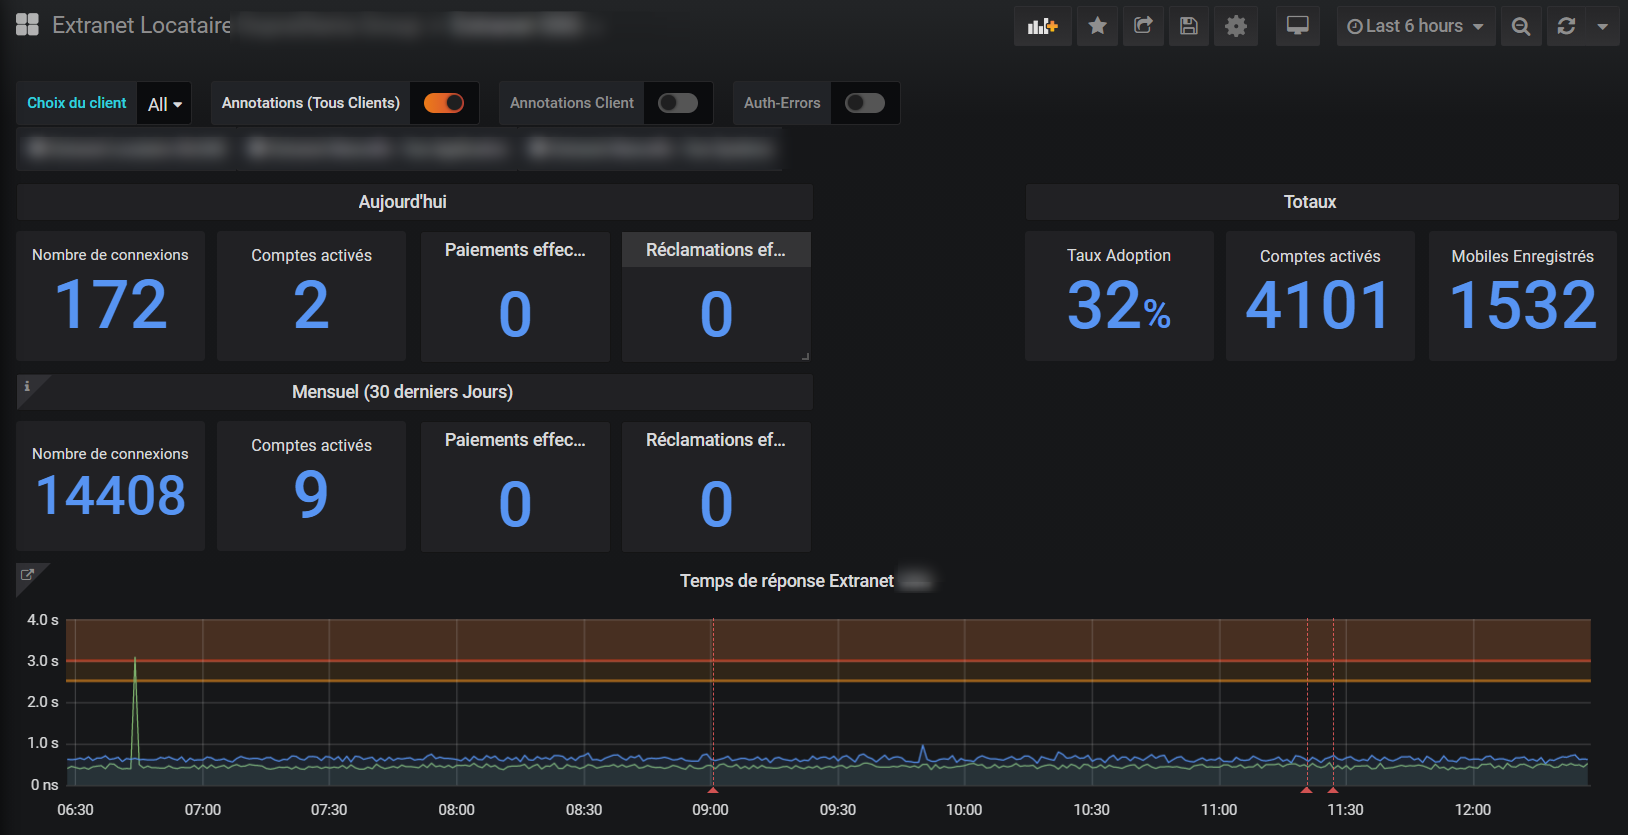 Extranet Locataire
Last 6 hours
Choix du client All Annotations (Tous Clients) Annotations Client Auth-Errors
Aujourd'hui
Totaux
Nombre de connexions
172
Comptes activés
2
Paiements effec...
0
Réclamations ef...
0
Taux Adoption
32%
Comptes activés
4101
Mobiles Enregistrés
1532
Mensuel (30 derniers Jours)
Nombre de connexions
14408
Comptes activés
9
Paiements effec...
0
Réclamations ef...
0
Temps de réponse Extranet
4.0 s
3.0 s
2.0 s
1.0 s
0 ns
06:30 07:00 07:30 08:00 08:30 09:00 09:30 10:00 10:30 11:00 11:30 12:00